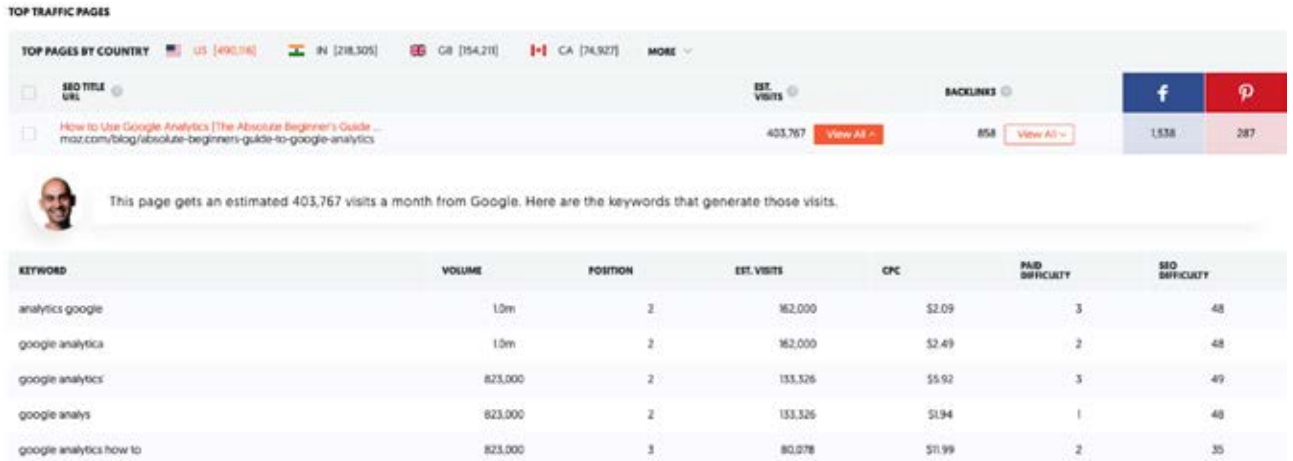 TOP TRAFFIC PAGES
TOP PAGES BY COUNTRY US [490,116] IN [218,305] GB [154,211] CA [74,927] MORE
SEO TITLE
URL
EST.
VISITS
BACKLINKS
How to Use Google Analytics [The Absolute Beginner's Guide ...
moz.com/blog/absolute-beginners-guide-to-google-analytics
403,767 View All 858 View All 1,538 287
This page gets an estimated 403,767 visits a month from Google. Here are the keywords that generate those visits.
KEYWORD VOLUME POSITION EST. VISITS CPC PAID DIFFICULTY SEO DIFFICULTY
analytics google 1.0m 2 162,000 $2.09 3 48
google analytica 1.0m 2 162,000 $2.49 2 48
google analytics' 823,000 2 133,326 $5.92 3 49
google analys 823,000 2 133,326 $1.94 1 48
google analytics how to 823,000 3 80,078 $11.99 2 35